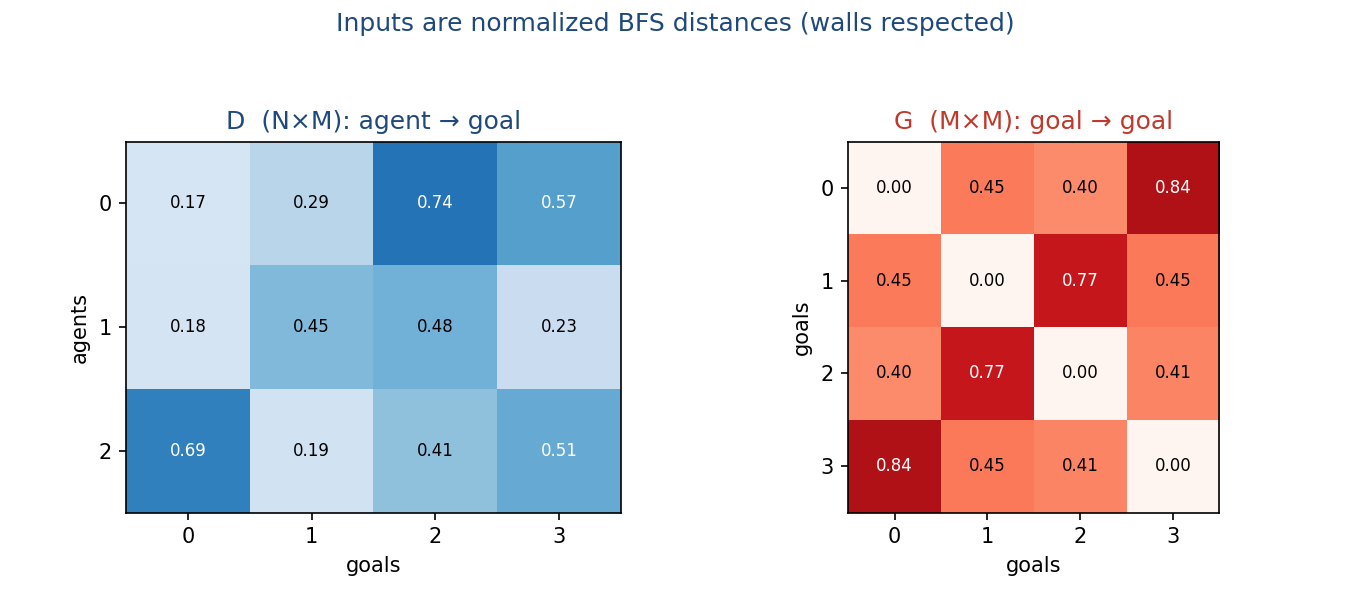 Inputs are normalized BFS distances (walls respected)
D  (N×M): agent → goal
0 0.17 0.29 0.74 0.57
1 0.18 0.45 0.48 0.23
2 0.69 0.19 0.41 0.51
agents
0 1 2 3
goals
G  (M×M): goal → goal
0 0.00 0.45 0.40 0.84
1 0.45 0.00 0.77 0.45
2 0.40 0.77 0.00 0.41
3 0.84 0.45 0.41 0.00
goals
0 1 2 3
goals